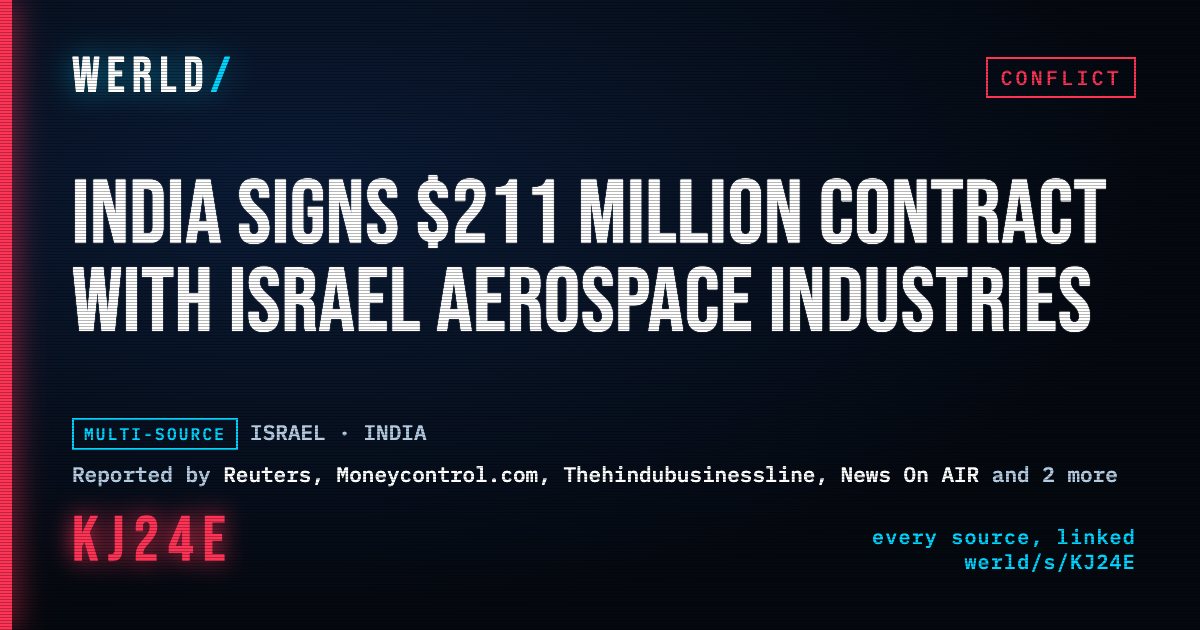 WERLD/
CONFLICT
INDIA SIGNS $211 MILLION CONTRACT
WITH ISRAEL AEROSPACE INDUSTRIES
MULTI-SOURCE ISRAEL · INDIA
Reported by Reuters, Moneycontrol.com, Thehindubusinessline, News On AIR and 2 more
KJ24E
every source, linked
werld/s/KJ24E